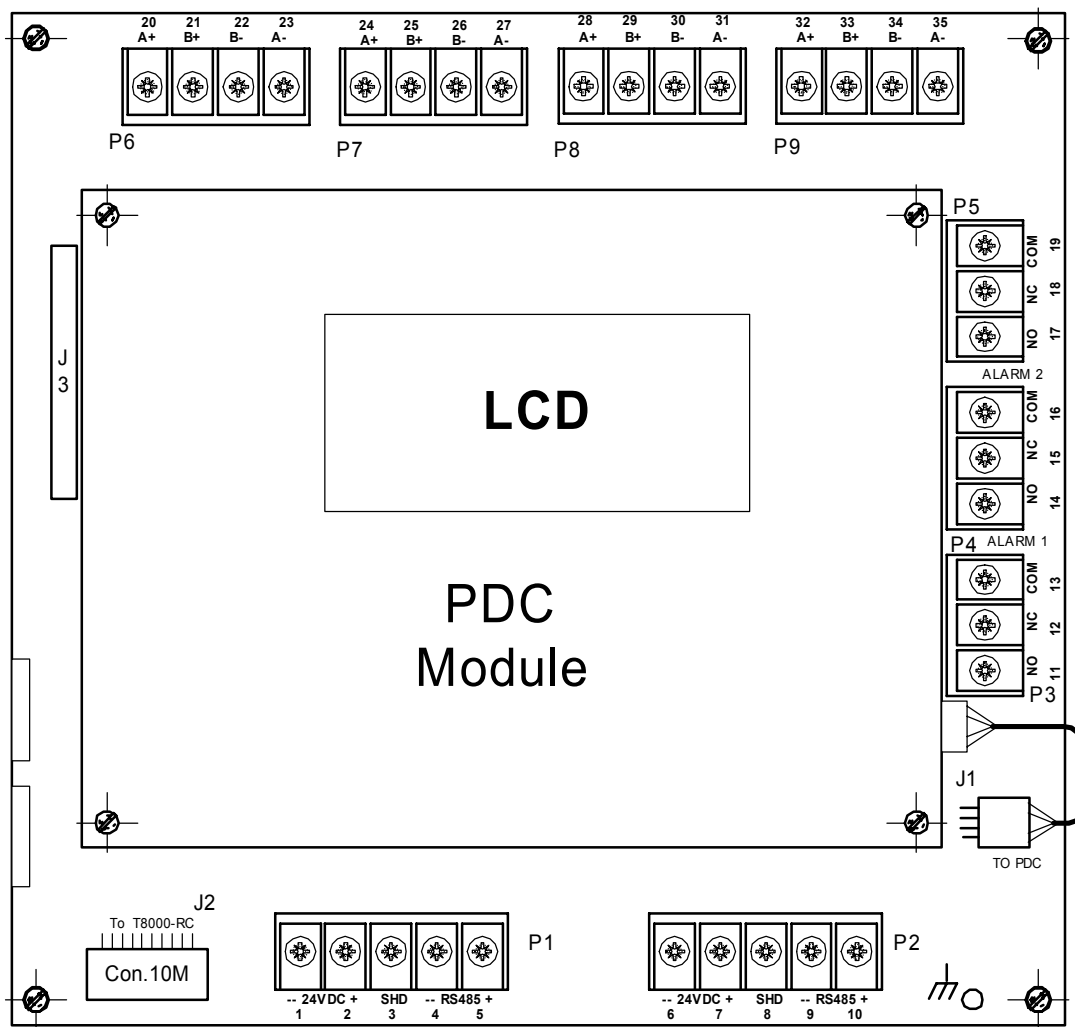 20 21 22 23
A+ B+ B- A-
24 25 26 27
A+ B+ B- A-
28 29 30 31
A+ B+ B- A-
32 33 34 35
A+ B+ B- A-
P6
P7
P8
P9
P5
COM 19
NC 18
NO 17
ALARM 2
COM 16
NC 15
NO 14
P4 ALARM 1
COM 13
NC 12
NO 11
P3
J
3
LCD
PDC
Module
J1
TO PDC
J2
To T8000-RC
Con.10M
P1
-- 24VDC + SHD -- RS485 +
1 2 3 4 5
P2
-- 24VDC + SHD -- RS485 +
6 7 8 9 10